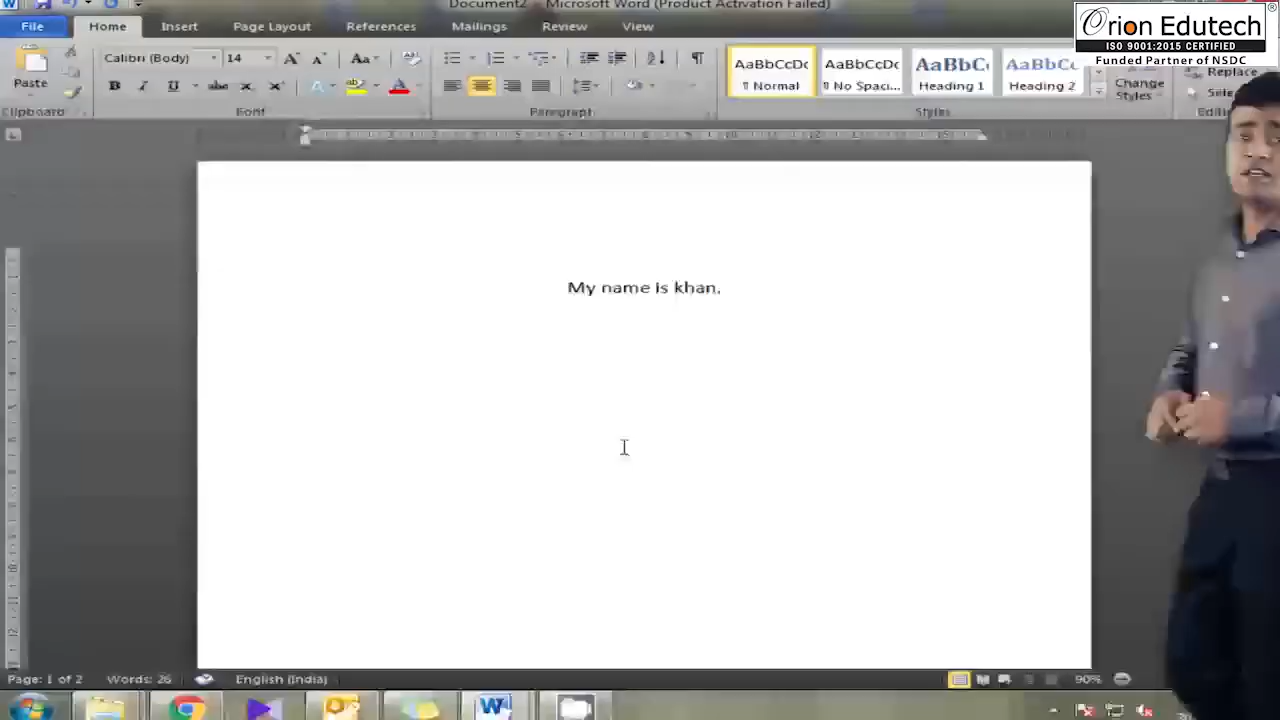 Document2 - Microsoft Word (Product Activation Failed)
Orion Edutech
ISO 9001:2015 CERTIFIED
Funded Partner of NSDC
File Home Insert Page Layout References Mailings Review View
Calibri (Body) 14 Aa
Paste
B I U abc x x A A
AaBbCcDc AaBbCcDc AaBbC AaBbCc
¶ Normal ¶ No Spaci... Heading 1 Heading 2
Change
Styles
Replace
Clipboard Font Paragraph Styles
My name is khan.
Page: 1 of 2 Words: 26 English (India) 90%